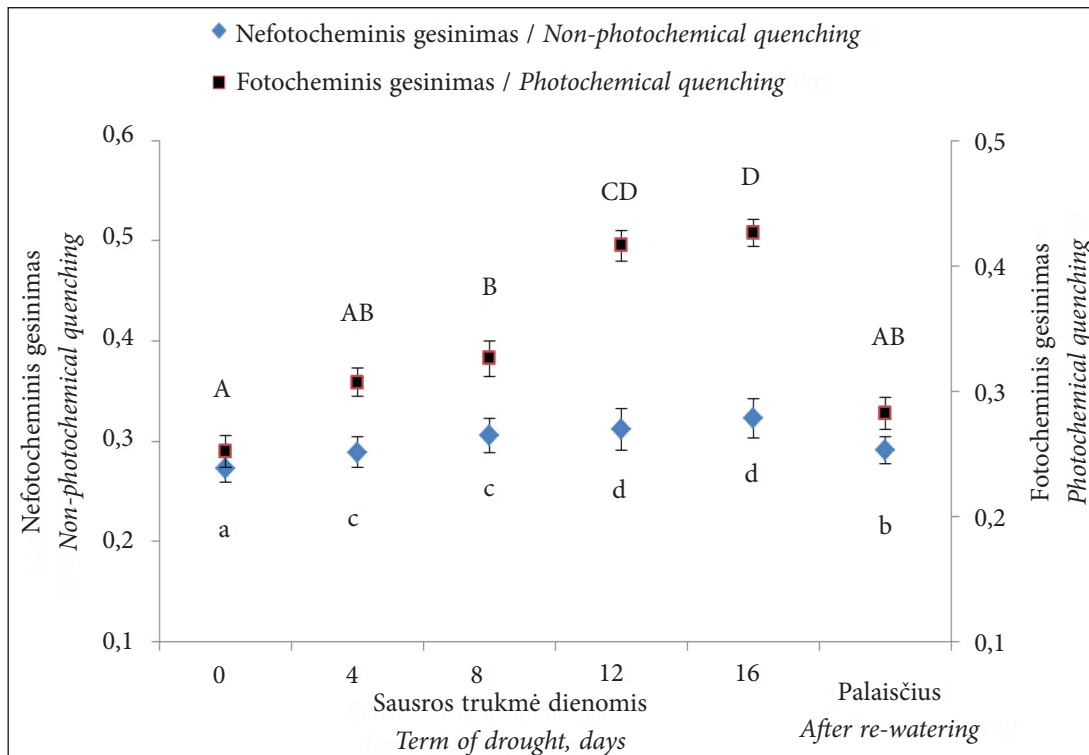 Nefotocheminis gesinimas / Non-photochemical quenching
Fotocheminis gesinimas / Photochemical quenching
Nefotocheminis gesinimas
Non-photochemical quenching
0,6
0,5
0,4
0,3
0,2
0,1
A
AB
B
CD
D
AB
a
c
c
d
d
b
0,5
0,4
0,3
0,2
0,1
Fotocheminis gesinimas
Photochemical quenching
0 4 8 12 16
Sausros trukmė dienomis
Term of drought, days
Palaisčius
After re-watering